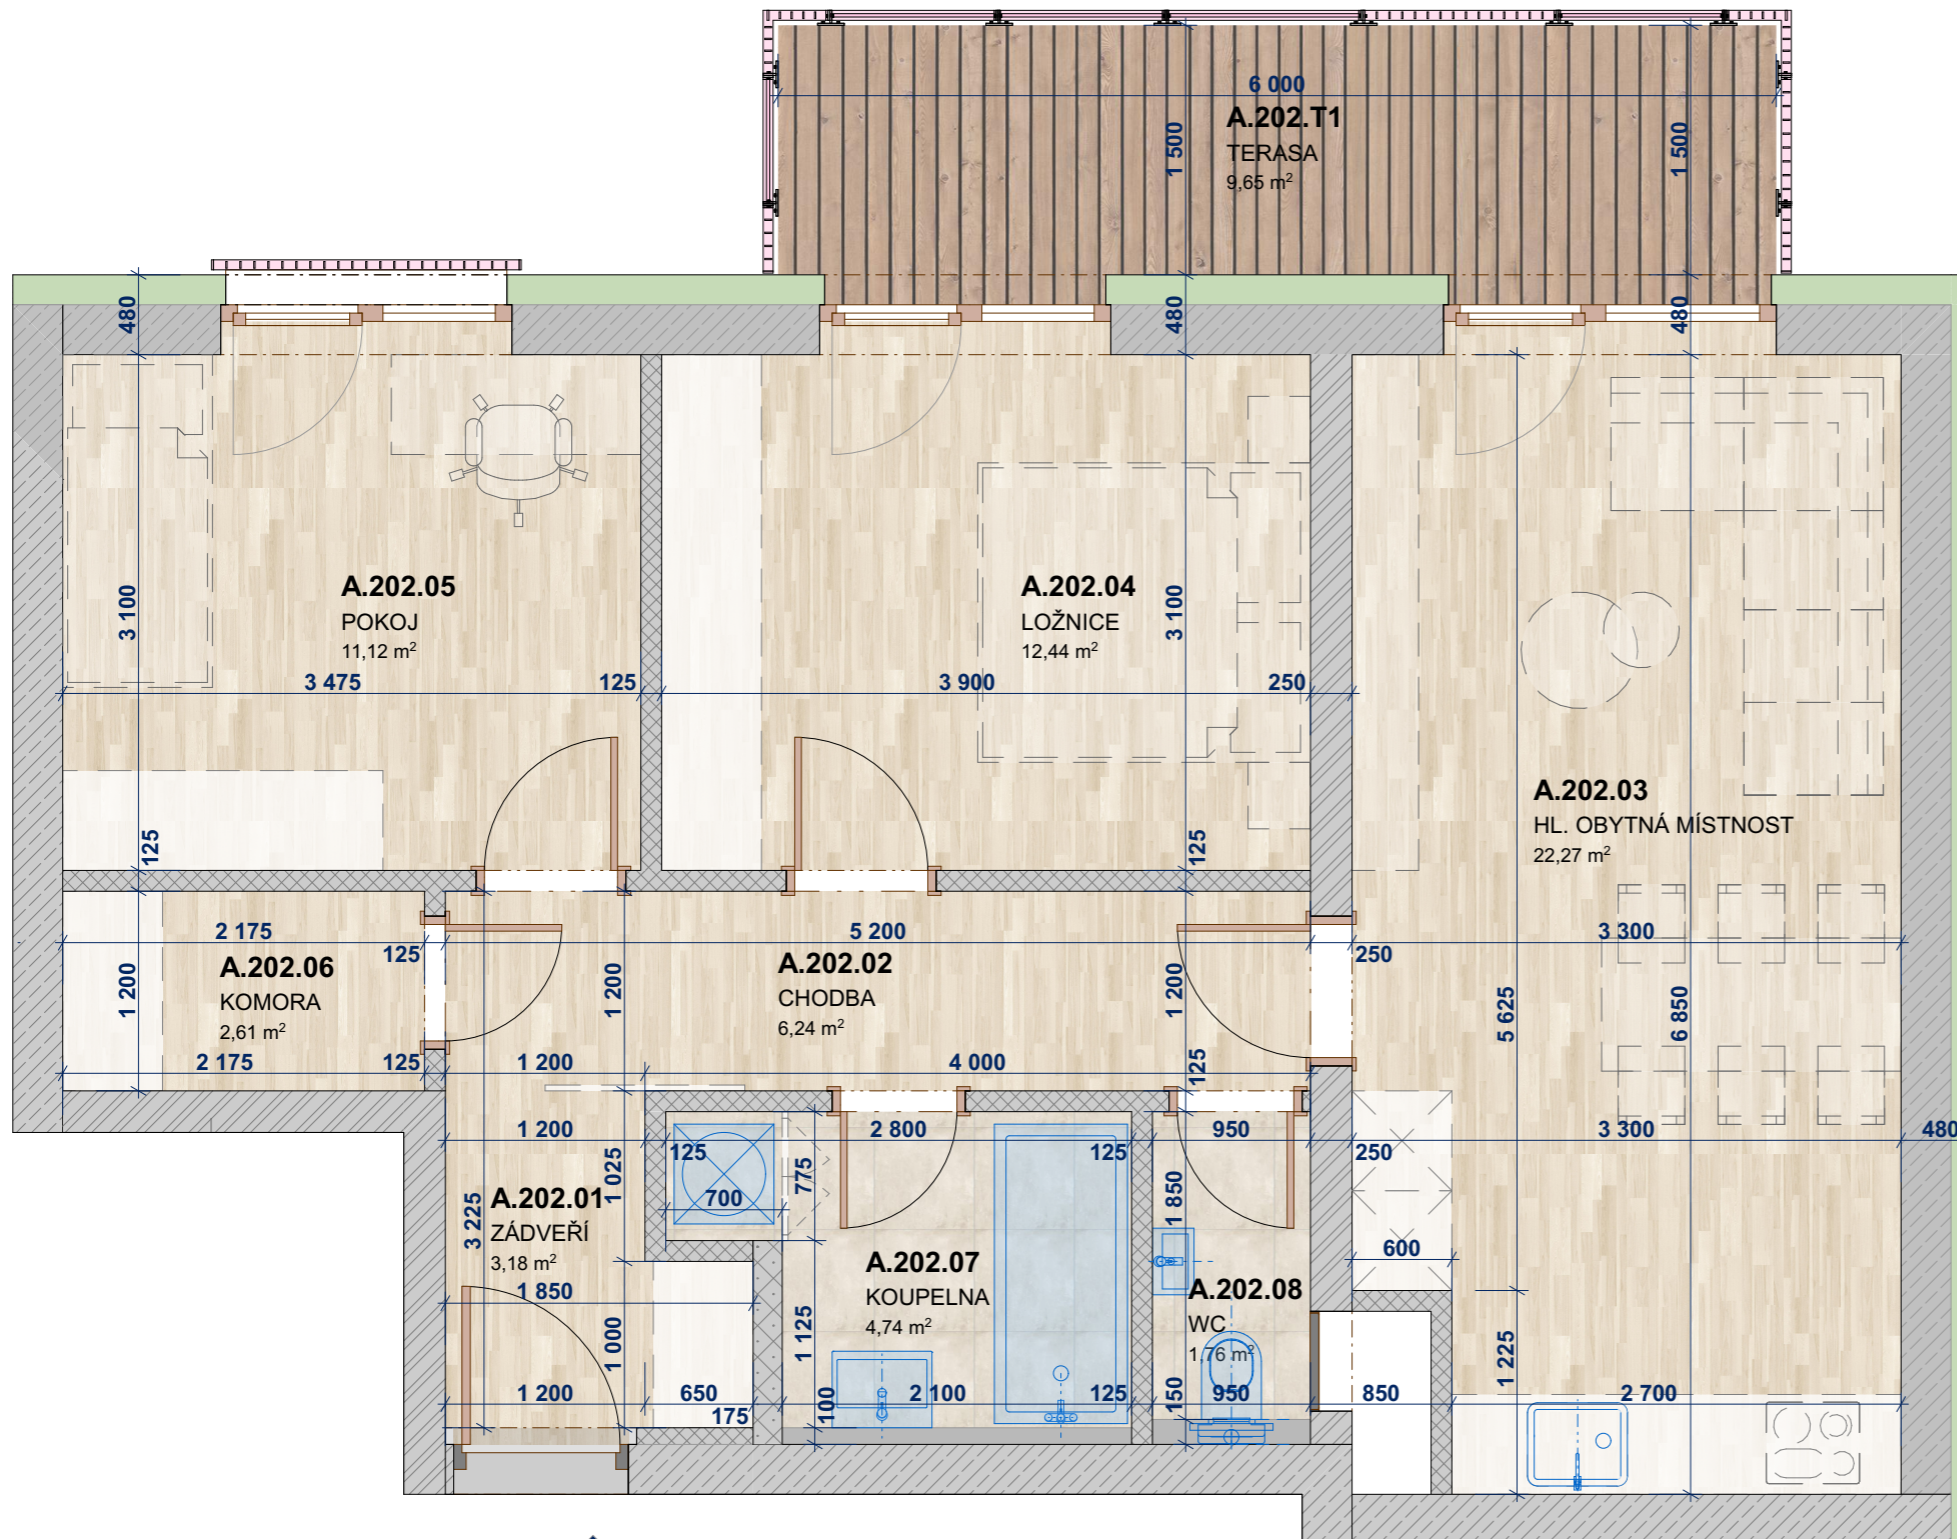 6 000
A.202.T1
TERASA
9,65 m²
1 500
1 500
480
480
480
A.202.05
POKOJ
11,12 m²
3 100
3 475
125
125
A.202.04
LOŽNICE
12,44 m²
3 100
3 900
250
125
A.202.03
HL. OBYTNÁ MÍSTNOST
22,27 m²
2 175
125
A.202.06
KOMORA
2,61 m²
1 200
2 175
125
5 200
A.202.02
CHODBA
6,24 m²
1 200
1 200
1 200
4 000
125
250
3 300
5 625
6 850
1 200
125
2 800
125
950
250
3 300
480
1 025
775
700
3 225
A.202.01
ZÁDVEŘÍ
3,18 m²
1 850
1 850
600
A.202.07
KOUPELNA
4,74 m²
A.202.08
WC
1,76 m²
1 000
1 125
1 225
1 200
650
175
100
2 100
125
150
950
850
2 700